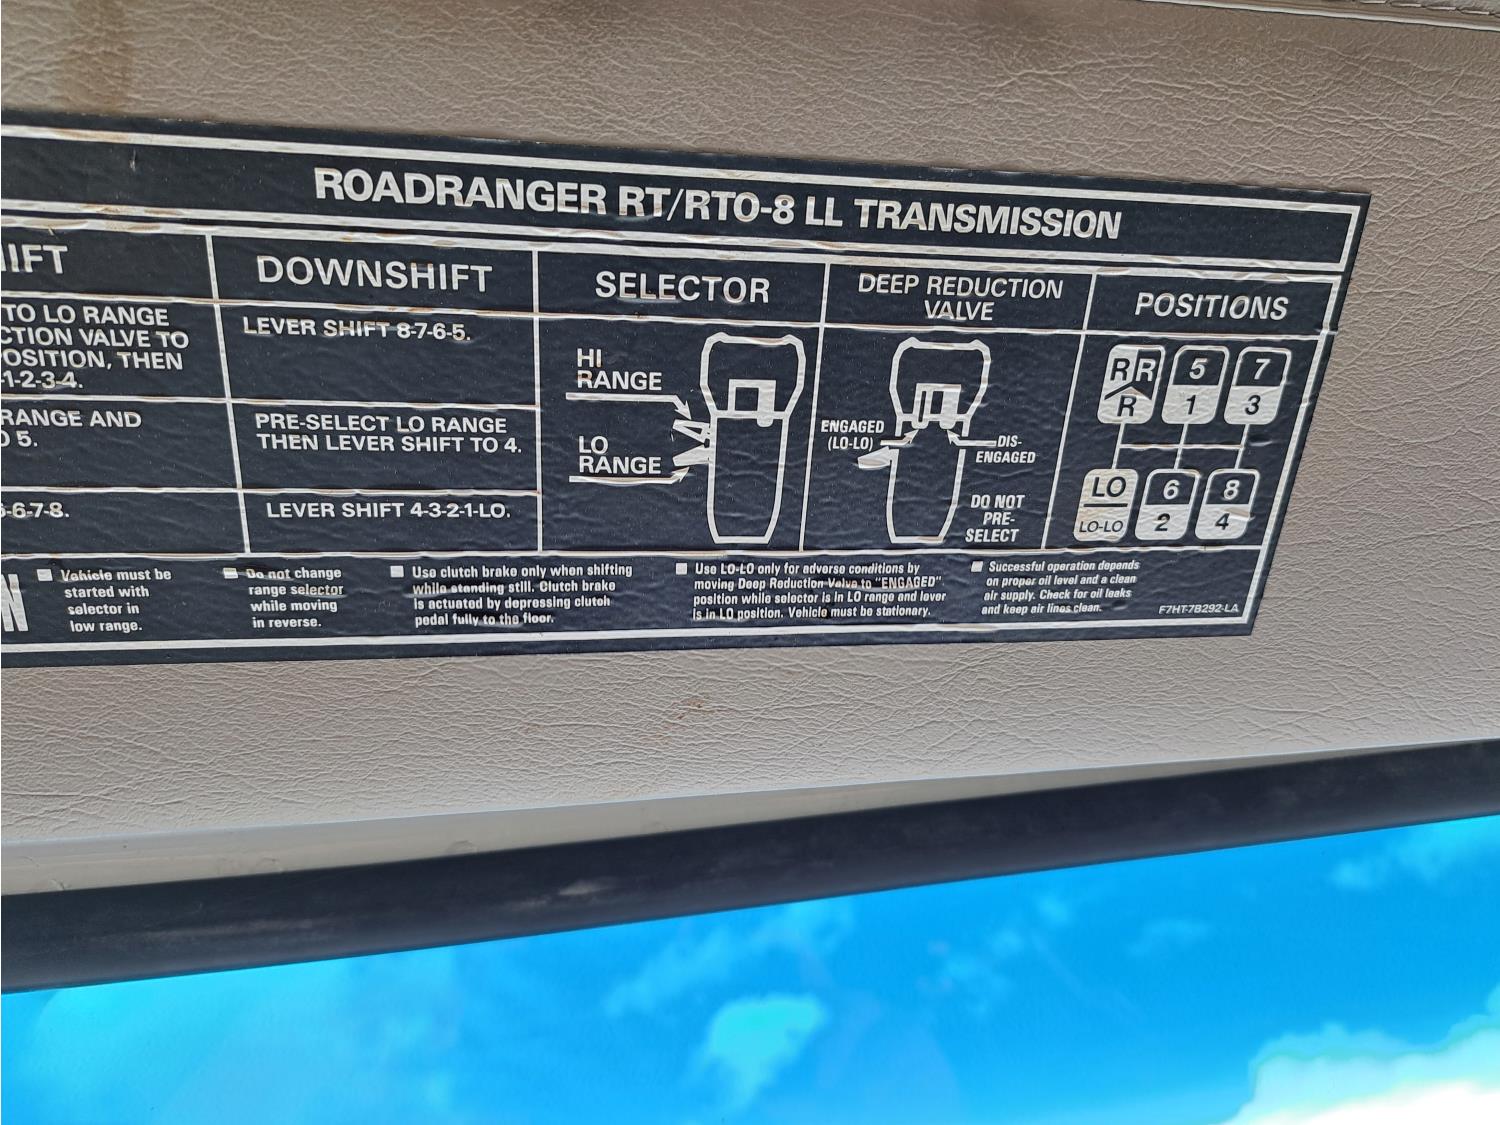 ROADRANGER RT/RTO-8 LL TRANSMISSION
IFT
TO LO RANGE
CTION VALVE TO
OSITION, THEN
1-2-3-4.
RANGE AND
5.
6-7-8.
DOWNSHIFT
LEVER SHIFT 8-7-6-5.
PRE-SELECT LO RANGE
THEN LEVER SHIFT TO 4.
LEVER SHIFT 4-3-2-1-LO.
SELECTOR
HI
RANGE
LO
RANGE
DEEP REDUCTION
VALVE
ENGAGED
(LO-LO)
DIS-
ENGAGED
DO NOT
PRE-
SELECT
POSITIONS
R R 5 7
R 1 3
LO 6 8
LO-LO 2 4
N
Vehicle must be
started with
selector in
low range.
Do not change
range selector
while moving
in reverse.
Use clutch brake only when shifting
while standing still. Clutch brake
is actuated by depressing clutch
pedal fully to the floor.
Use LO-LO only for adverse conditions by
moving Deep Reduction Valve to "ENGAGED"
position while selector is in LO range and lever
is in LO position. Vehicle must be stationary.
Successful operation depends
on proper oil level and a clean
air supply. Check for oil leaks
and keep air lines clean.
F7HT-7B292-LA